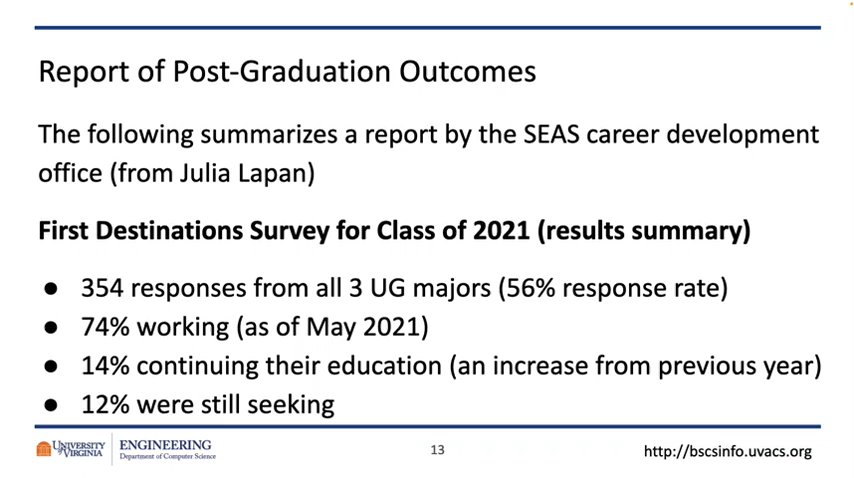 Report of Post-Graduation Outcomes
The following summarizes a report by the SEAS career development
office (from Julia Lapan)
First Destinations Survey for Class of 2021 (results summary)
● 354 responses from all 3 UG majors (56% response rate)
● 74% working (as of May 2021)
● 14% continuing their education (an increase from previous year)
● 12% were still seeking
UNIVERSITY
of VIRGINIA
ENGINEERING
Department of Computer Science
13
http://bscsinfo.uvacs.org